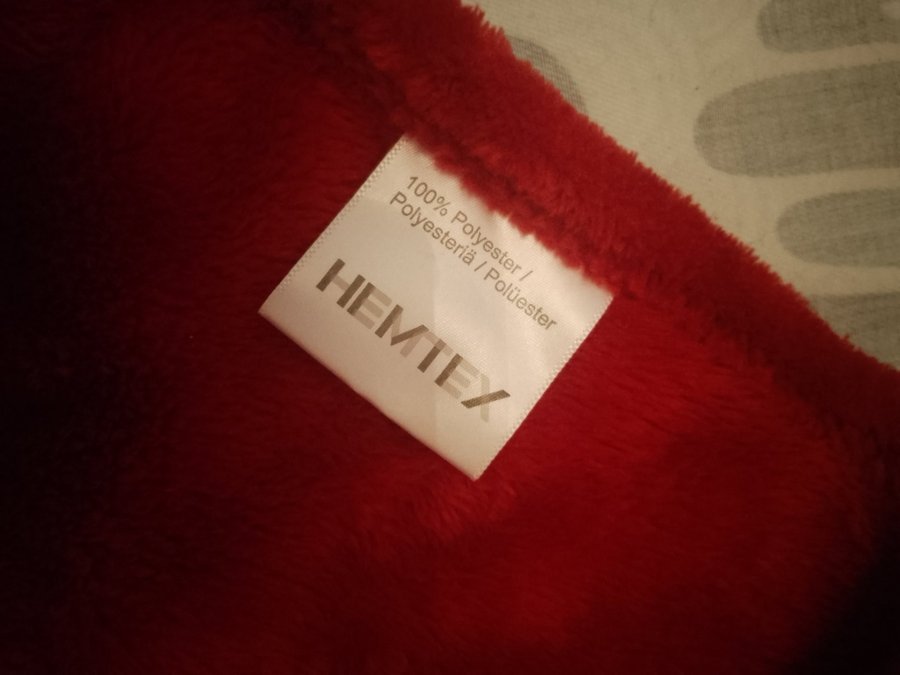 100% Polyester /
Polyesteriä / Polüester
HEMTEX